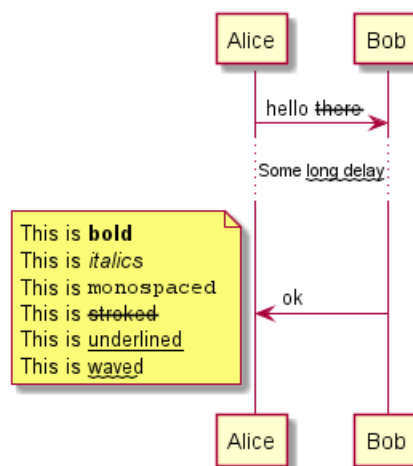 Alice Bob
hello there
Some long delay
This is bold
This is italics
This is monospaced
This is stroked
This is underlined
This is waved
ok
Alice Bob